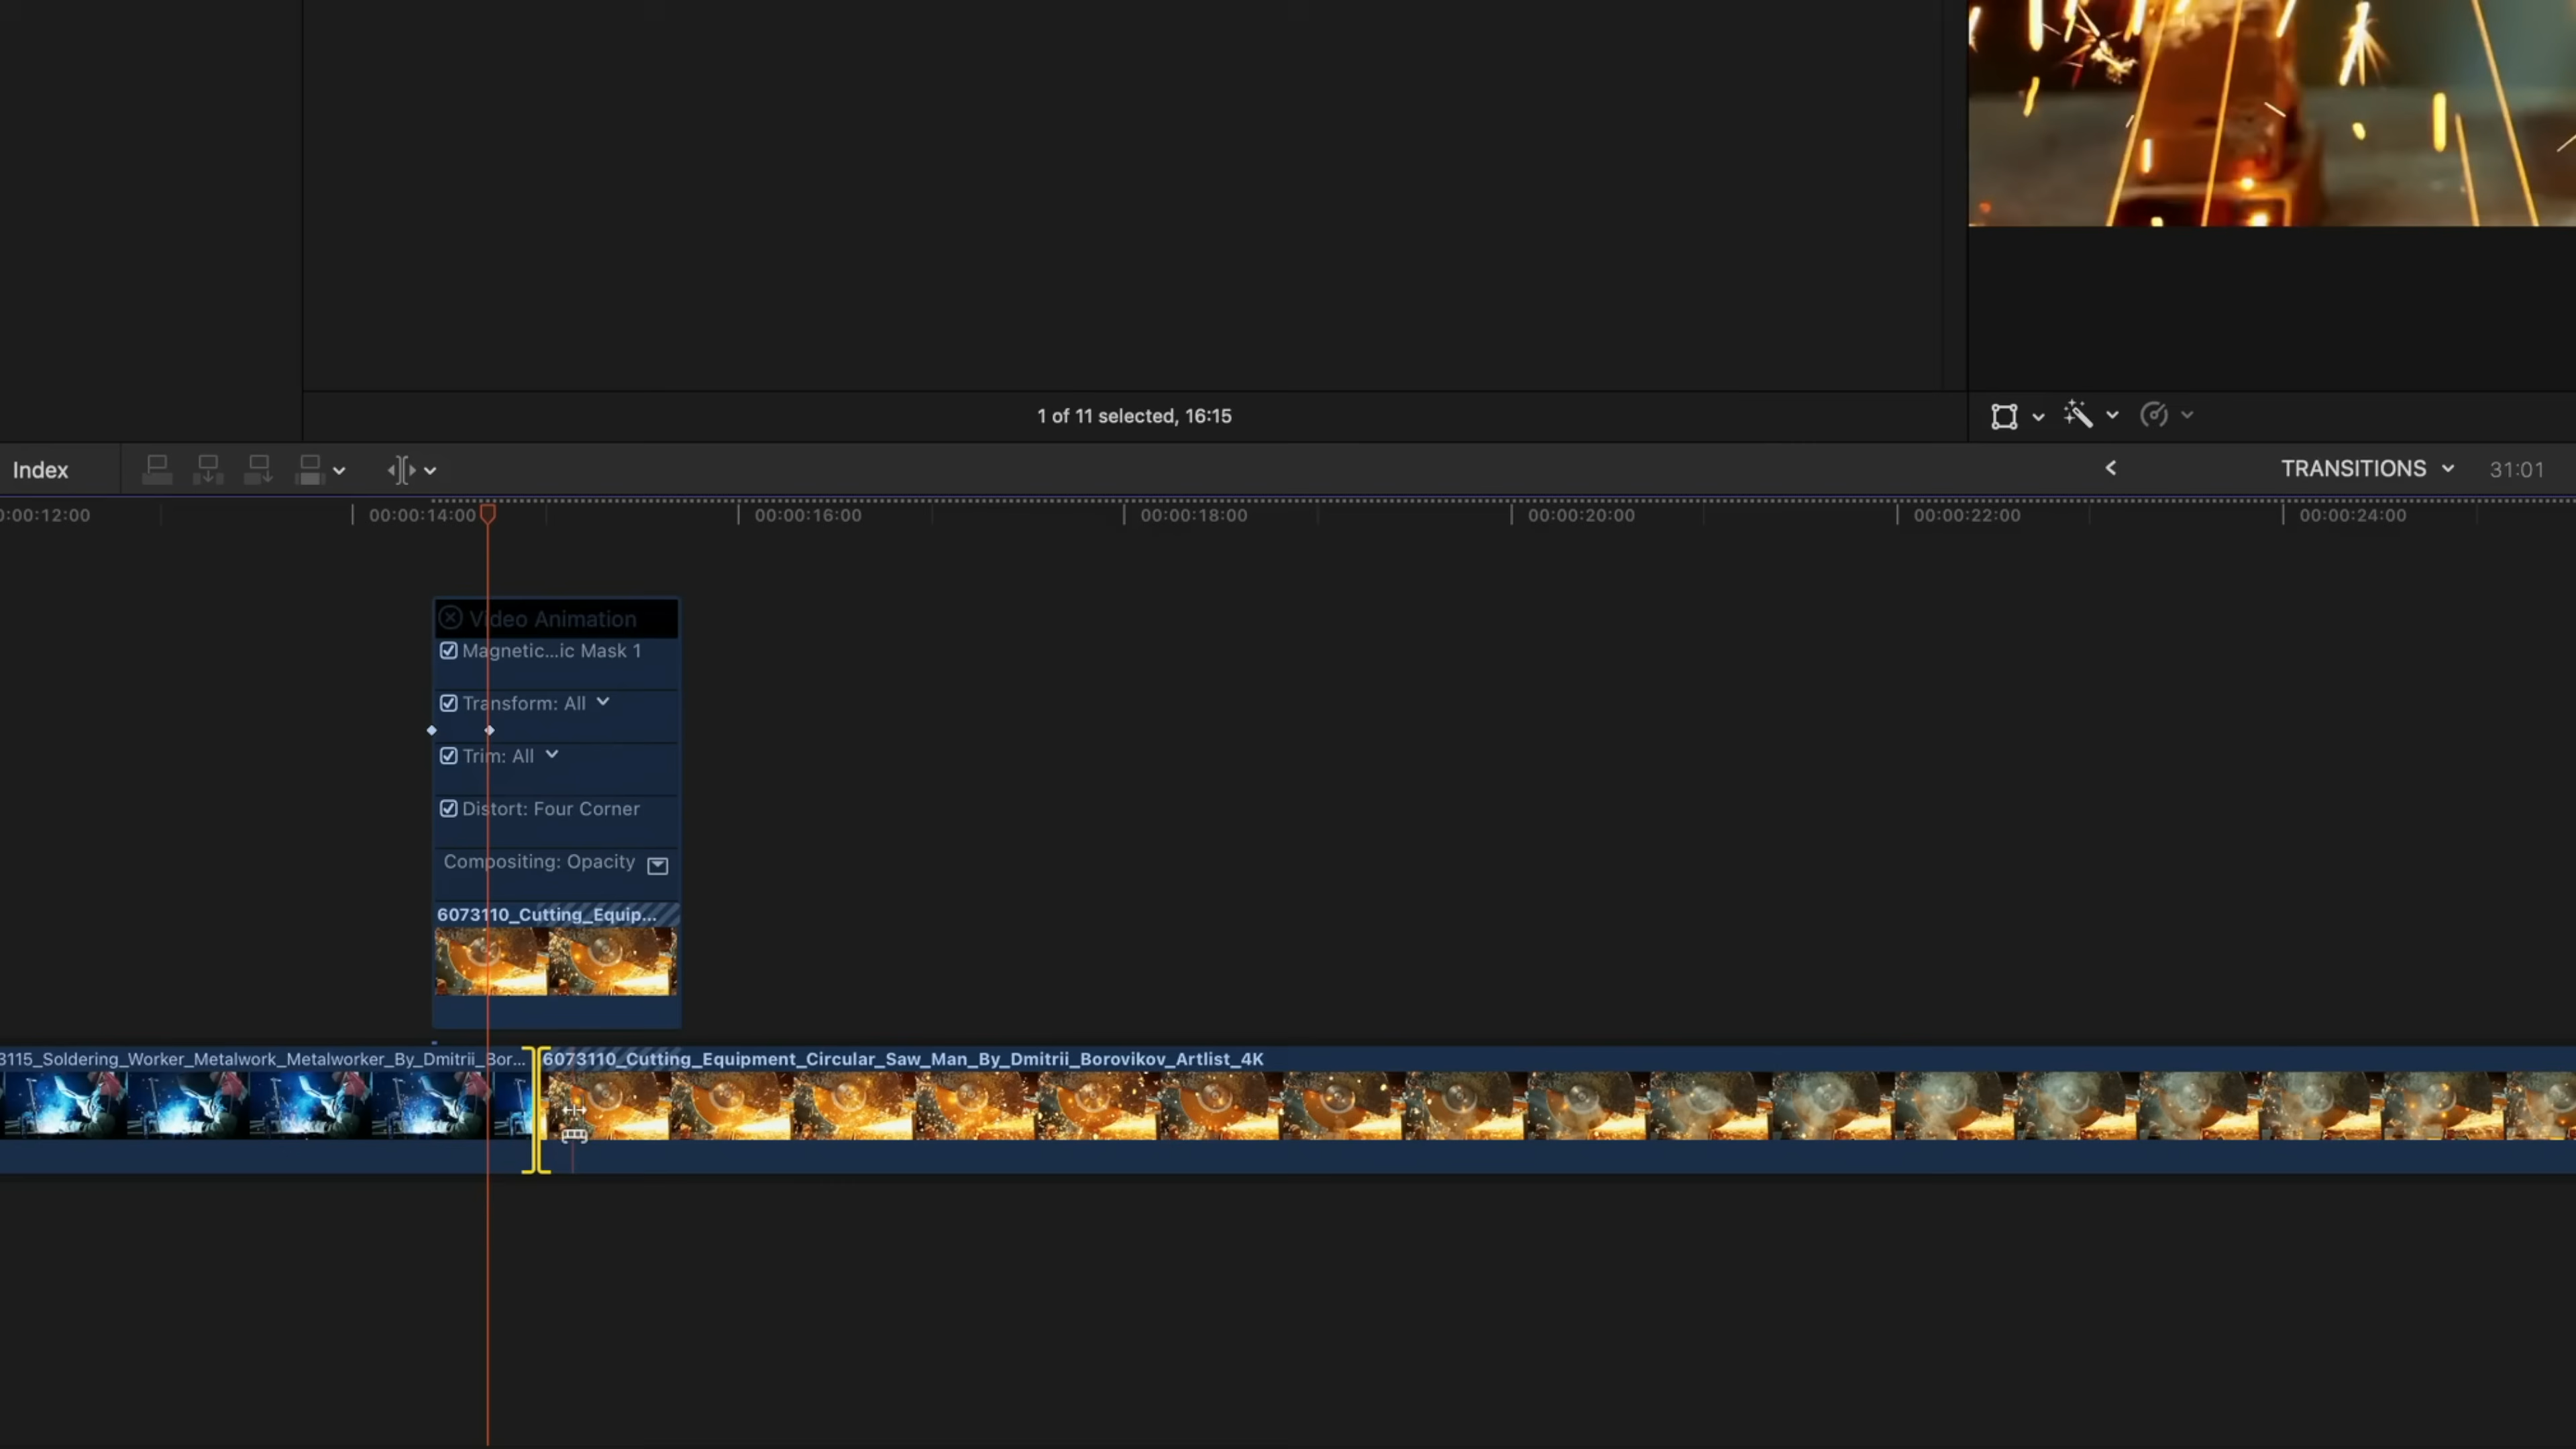 1 of 11 selected, 16:15
Index
TRANSITIONS
31:01
0:00:12:00
00:00:14:00
00:00:16:00
00:00:18:00
00:00:20:00
00:00:22:00
00:00:24:00
Video Animation
Magnetic...ic Mask 1
Transform: All
Trim: All
Distort: Four Corner
Compositing: Opacity
6073110_Cutting_Equip...
3115_Soldering_Worker_Metalwork_Metalworker_By_Dmitrii_Bor...
6073110_Cutting_Equipment_Circular_Saw_Man_By_Dmitrii_Borovikov_Artlist_4K